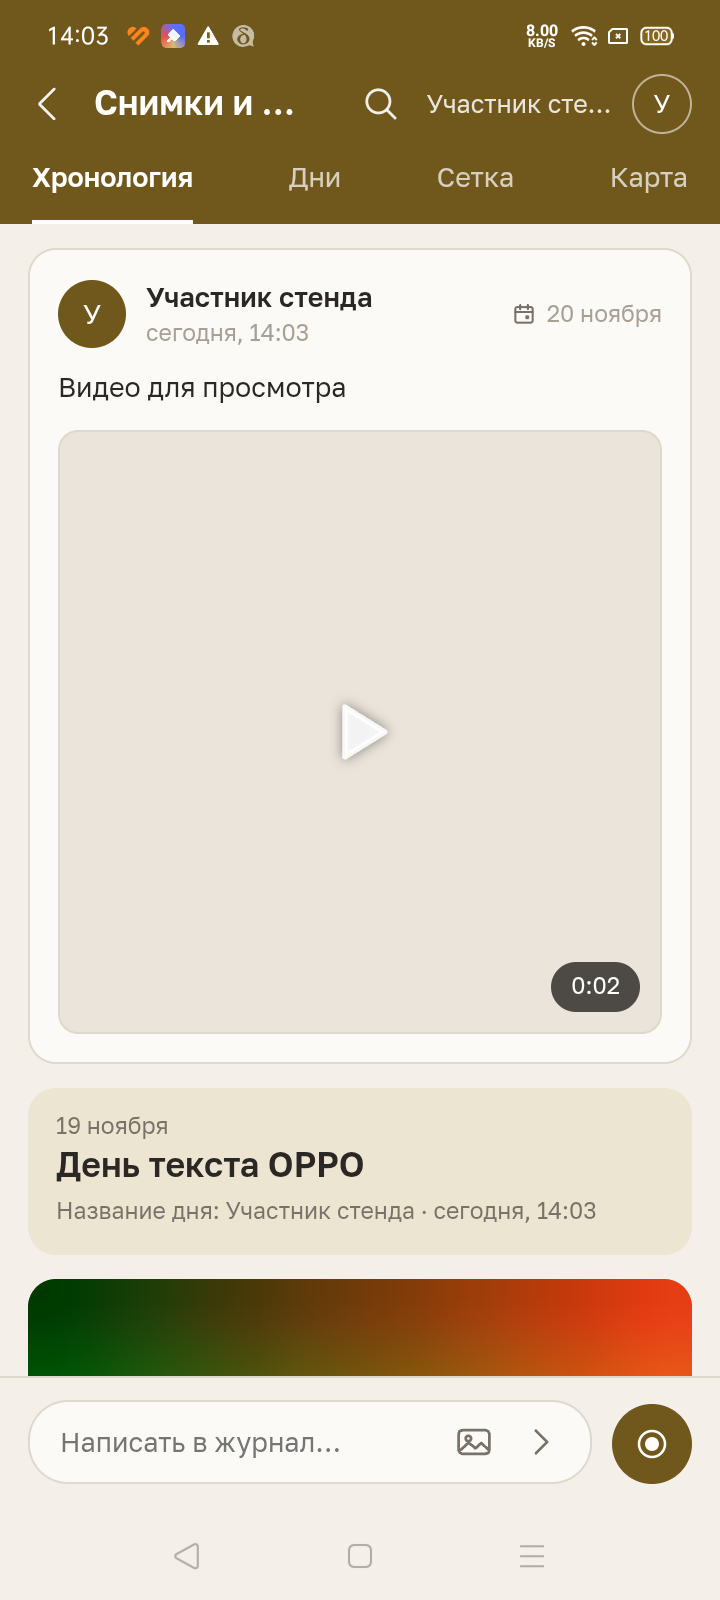 14:03
8.00
KB/S
100
Снимки и ...
Участник сте...
У
Хронология
Дни
Сетка
Карта
У
Участник стенда
сегодня, 14:03
20 ноября
Видео для просмотра
0:02
19 ноября
День текста OPPO
Название дня: Участник стенда · сегодня, 14:03
Написать в журнал...